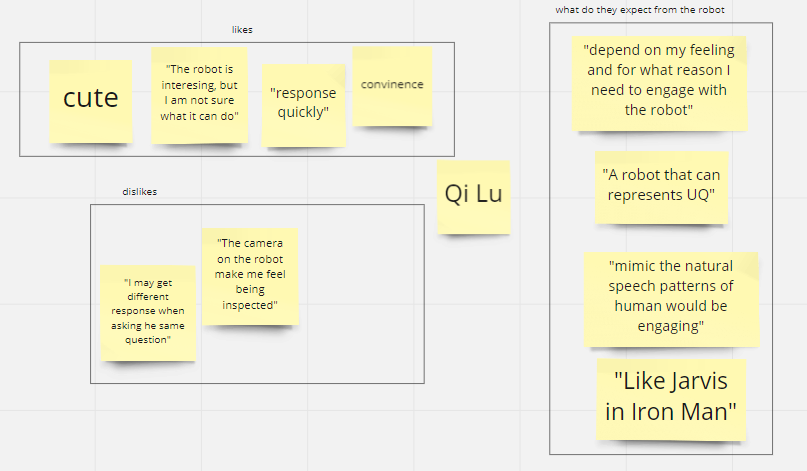 what do they expect from the robot
likes
cute
"The robot is
interesing, but
I am not sure
what it can do"
"response
quickly"
convinence
"depend on my feeling
and for what reason I
need to engage with
the robot"
"A robot that can
represents UQ"
Qi Lu
dislikes
"I may get
different
response when
asking he same
question"
"The camera
on the robot
make me feel
being
inspected"
"mimic the natural
speech patterns of
human would be
engaging"
"Like Jarvis
in Iron Man"